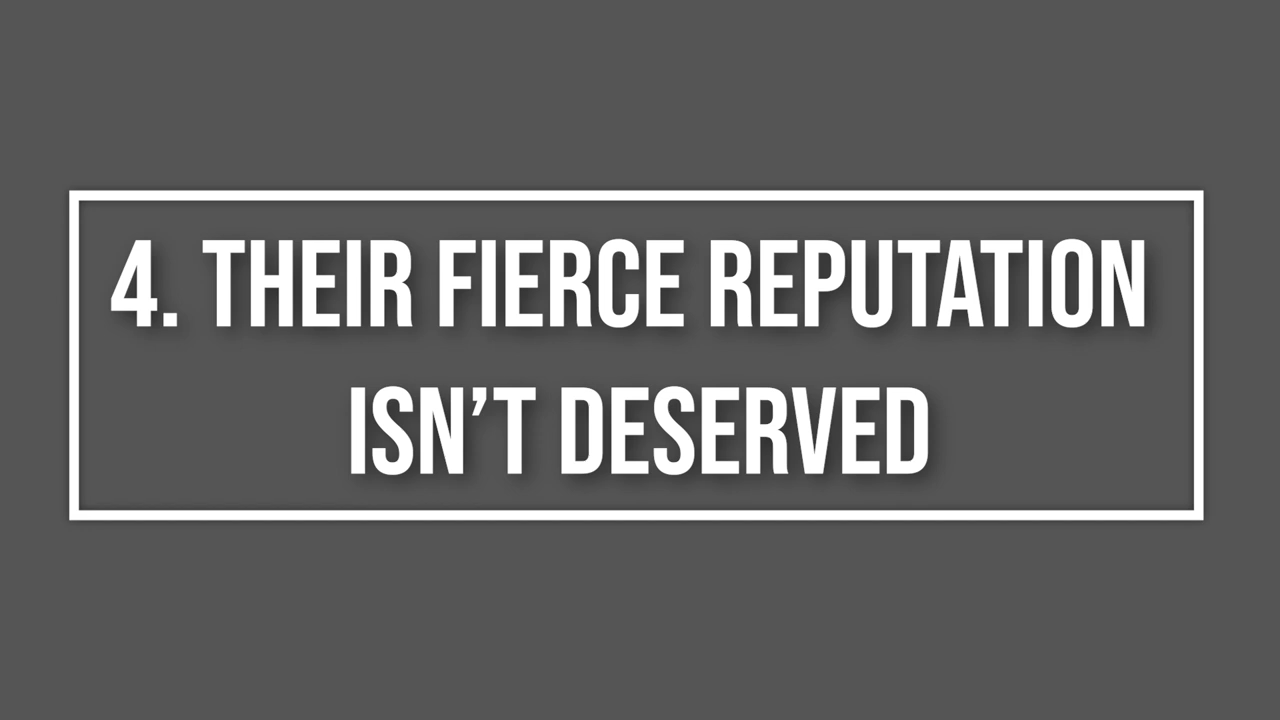 4. THEIR FIERCE REPUTATION
ISN’T DESERVED